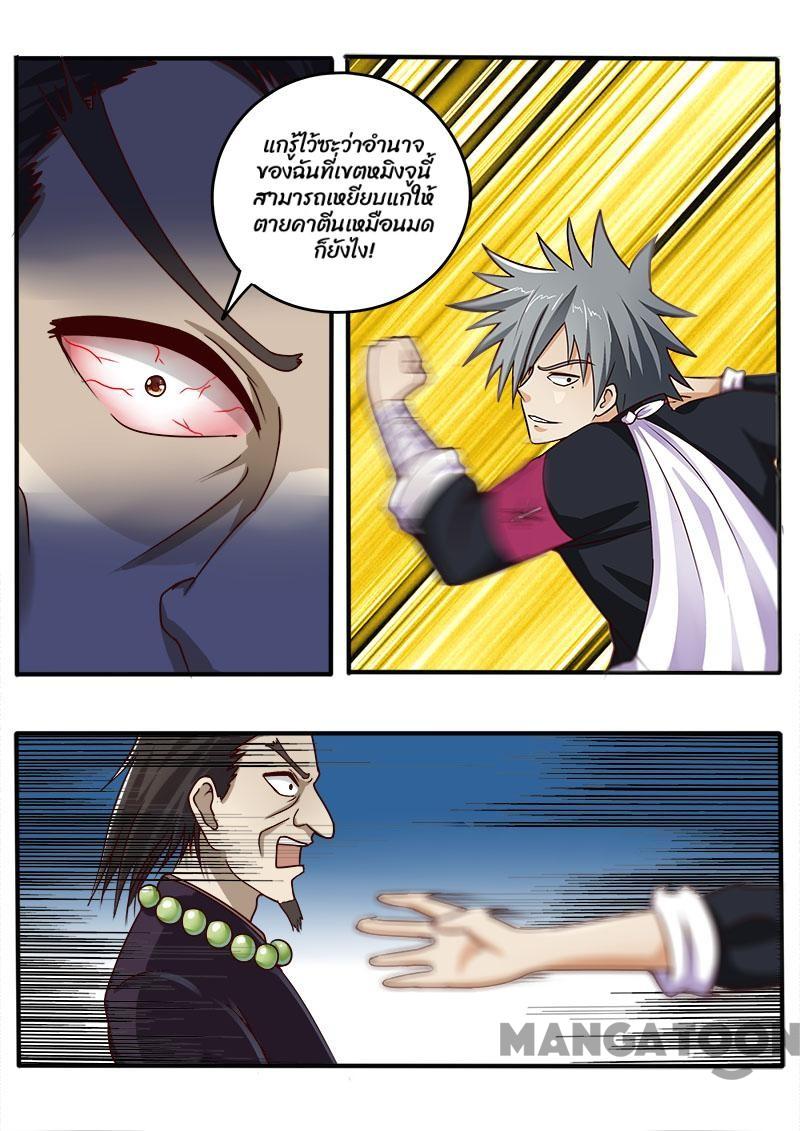 แกรู้ไว้ซะว่าอำนาจ
ของฉันที่เขตหมิงจูนี้
สามารถเหยียบแกให้
ตายคาตีนเหมือนมด
ก็ยังไง!
MANGATOON